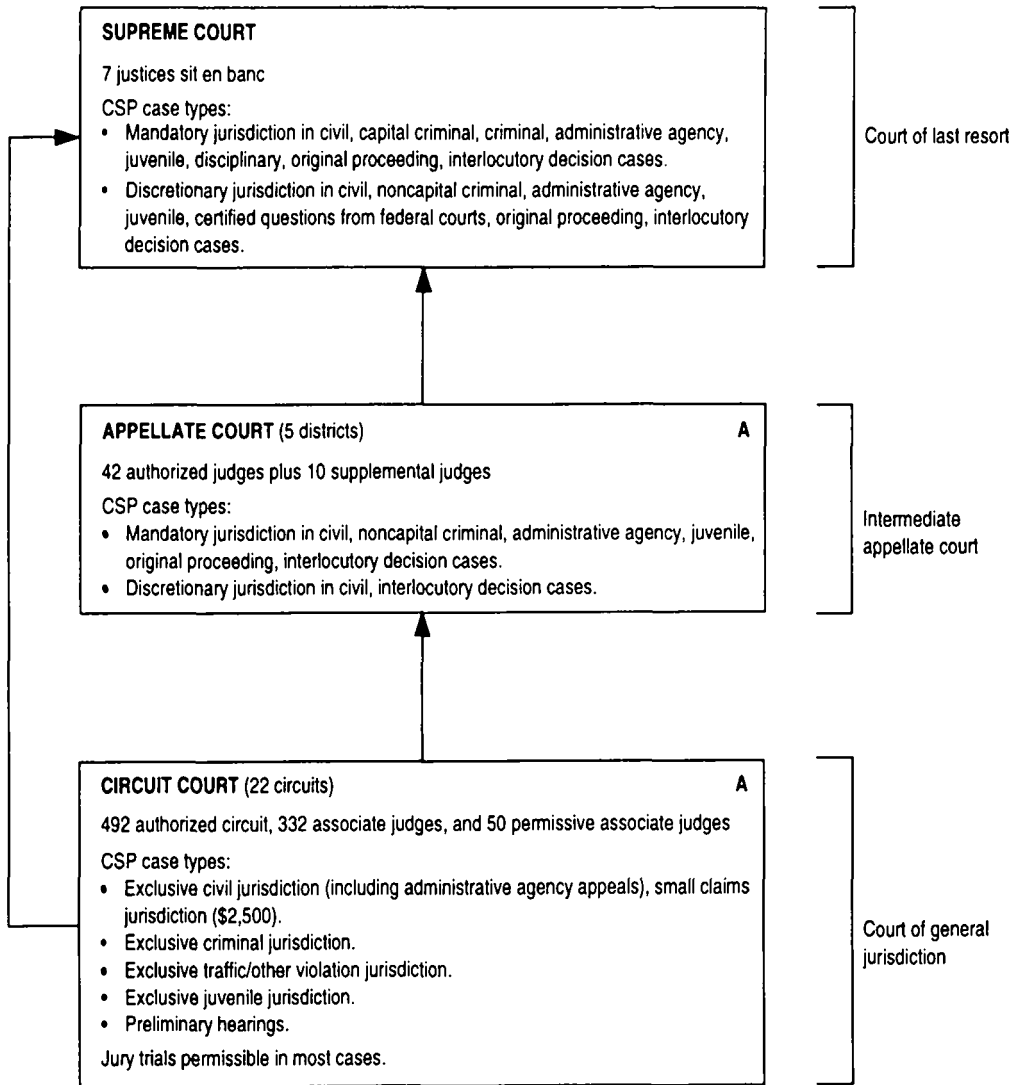 SUPREME COURT
7 justices sit en banc
CSP case types:
• Mandatory jurisdiction in civil, capital criminal, criminal, administrative agency,
juvenile, disciplinary, original proceeding, interlocutory decision cases.
• Discretionary jurisdiction in civil, noncapital criminal, administrative agency,
juvenile, certified questions from federal courts, original proceeding, interlocutory
decision cases.
Court of last resort
APPELLATE COURT (5 districts) A
42 authorized judges plus 10 supplemental judges
CSP case types:
• Mandatory jurisdiction in civil, noncapital criminal, administrative agency, juvenile,
original proceeding, interlocutory decision cases.
• Discretionary jurisdiction in civil, interlocutory decision cases.
Intermediate
appellate court
CIRCUIT COURT (22 circuits) A
492 authorized circuit, 332 associate judges, and 50 permissive associate judges
CSP case types:
• Exclusive civil jurisdiction (including administrative agency appeals), small claims
jurisdiction ($2,500).
• Exclusive criminal jurisdiction.
• Exclusive traffic/other violation jurisdiction.
• Exclusive juvenile jurisdiction.
• Preliminary hearings.
Jury trials permissible in most cases.
Court of general
jurisdiction